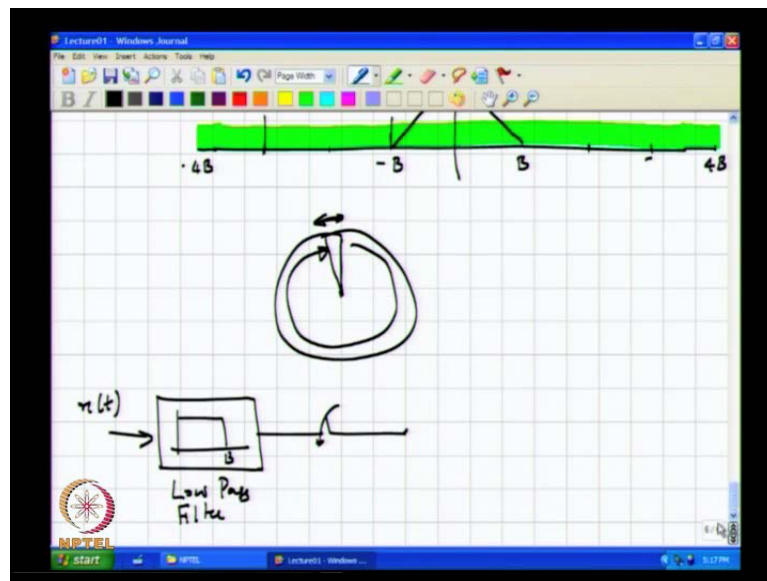 Lecture01 - Windows Journal
File Edit View Insert Actions Tools Help
Page Width
B I
-4B -B B 4B
x(t)
B
Low Pass
Filter
NPTEL
start NPTEL Lecture01 - Windows ... 5:17 PM